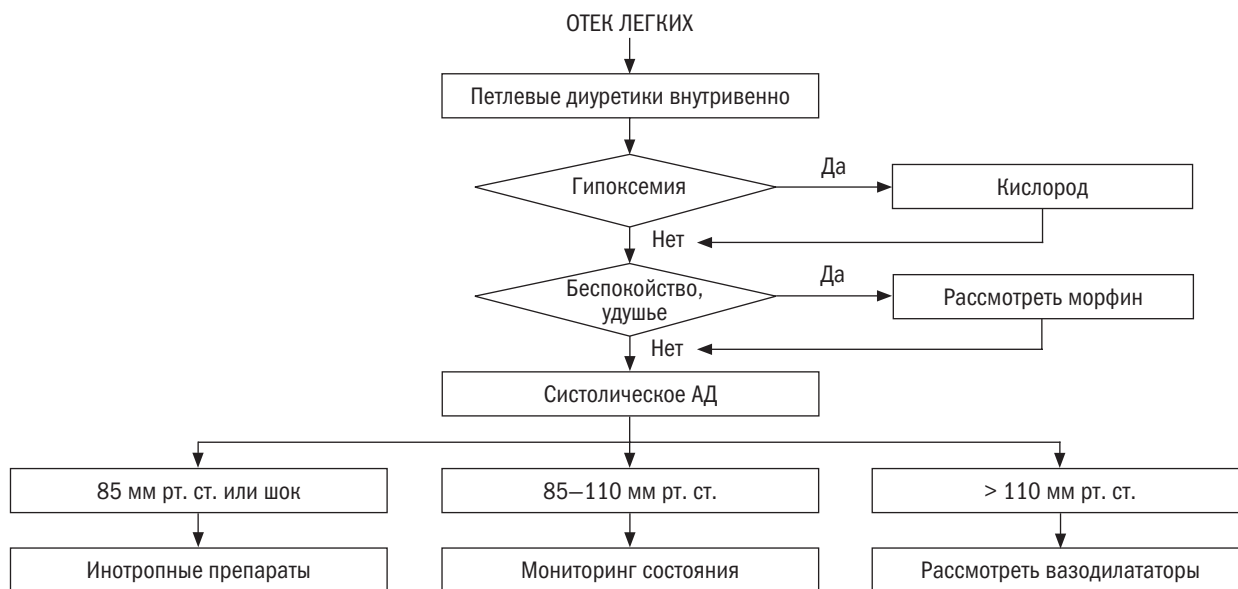 ОТЕК ЛЕГКИХ
Петлевые диуретики внутривенно
Гипоксемия
Да
Кислород
Нет
Беспокойство,
удушье
Да
Рассмотреть морфин
Нет
Систолическое АД
85 мм рт. ст. или шок
85–110 мм рт. ст.
> 110 мм рт. ст.
Инотропные препараты
Мониторинг состояния
Рассмотреть вазодилататоры